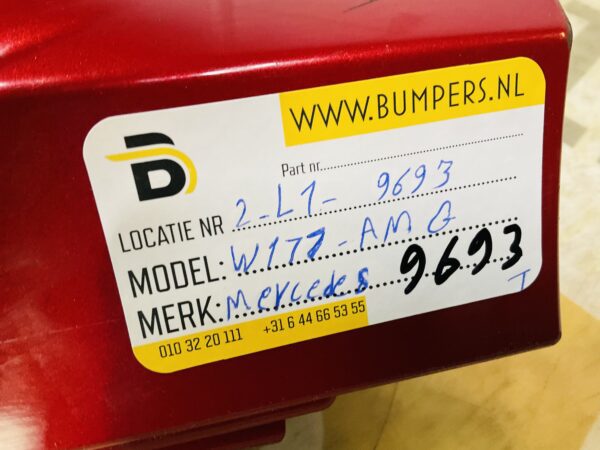 WWW.BUMPERS.NL
B
Part nr.
LOCATIE NR 2-L1- 9693
MODEL: W177-AMG
MERK: Mercedes 9693
T
010 32 20 111 +31 6 44 66 53 55